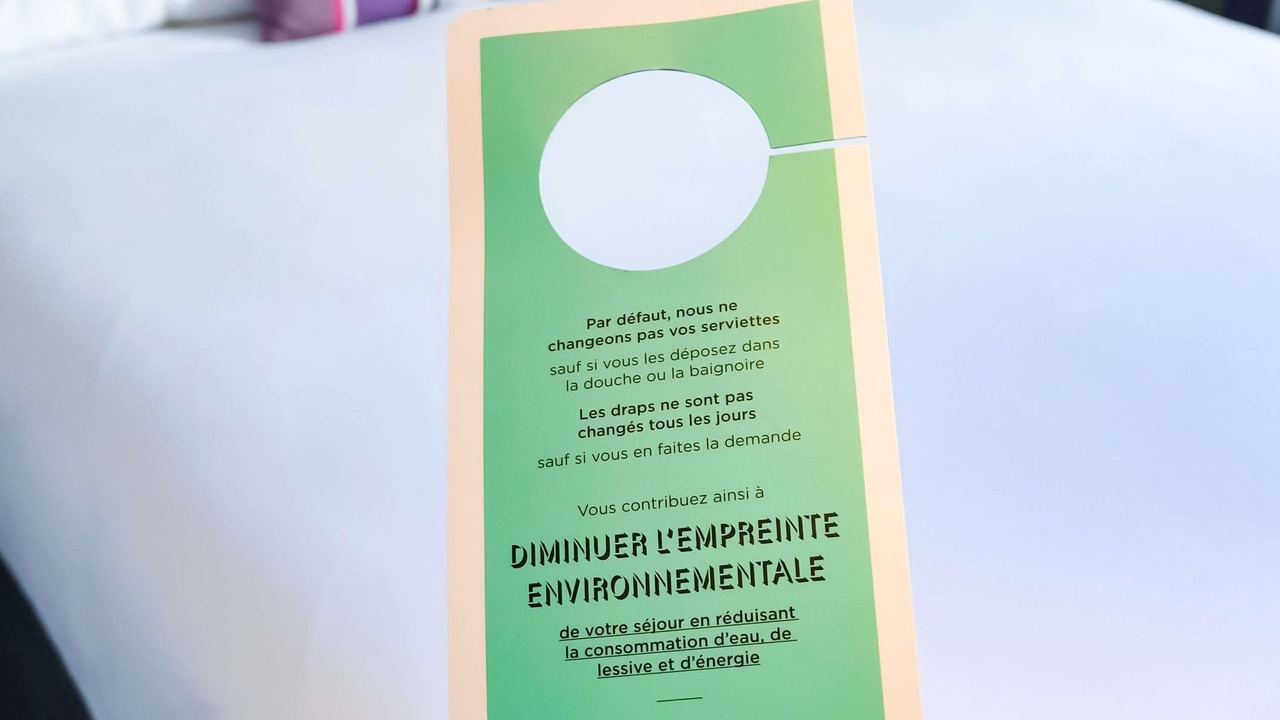 Par défaut, nous ne
changeons pas vos serviettes
sauf si vous les déposez dans
la douche ou la baignoire
Les draps ne sont pas
changés tous les jours
sauf si vous en faites la demande
Vous contribuez ainsi à
DIMINUER L'EMPREINTE
ENVIRONNEMENTALE
de votre séjour en réduisant
la consommation d'eau, de
lessive et d'énergie